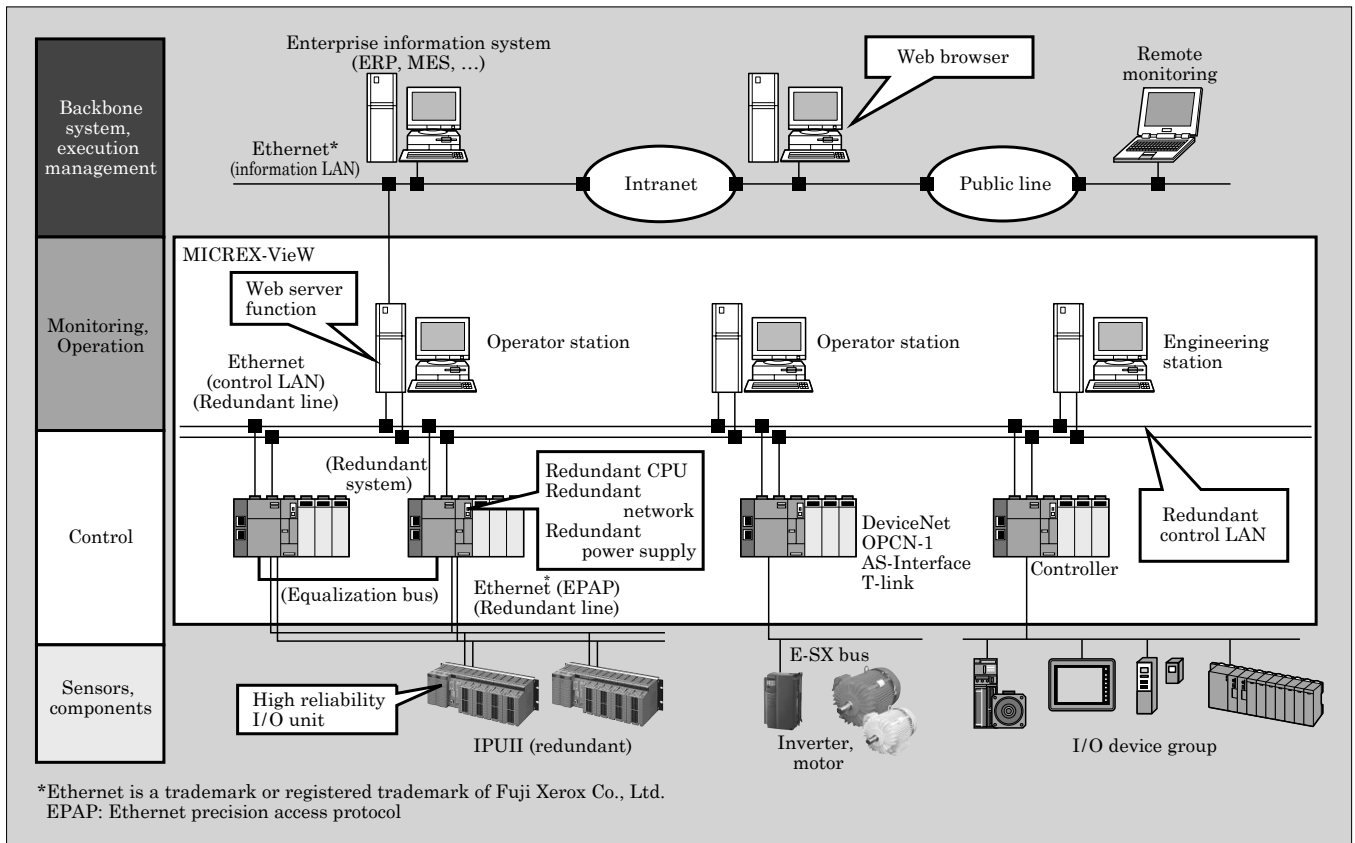 Enterprise information system
(ERP, MES, …)
Web browser
Remote
monitoring
Backbone
system,
execution
management
Ethernet*
(information LAN)
Intranet
Public line
MICREX-VieW
Web server
function
Monitoring,
Operation
Operator station
Operator station
Engineering
station
Ethernet
(control LAN)
(Redundant line)
(Redundant
system)
Redundant CPU
Redundant
network
Redundant
power supply
Control
DeviceNet
OPCN-1
AS-Interface
T-link
Controller
Redundant
control LAN
(Equalization bus)
Ethernet* (EPAP)
(Redundant line)
E-SX bus
Sensors,
components
High reliability
I/O unit
IPUII (redundant)
Inverter,
motor
I/O device group
*Ethernet is a trademark or registered trademark of Fuji Xerox Co., Ltd.
EPAP: Ethernet precision access protocol